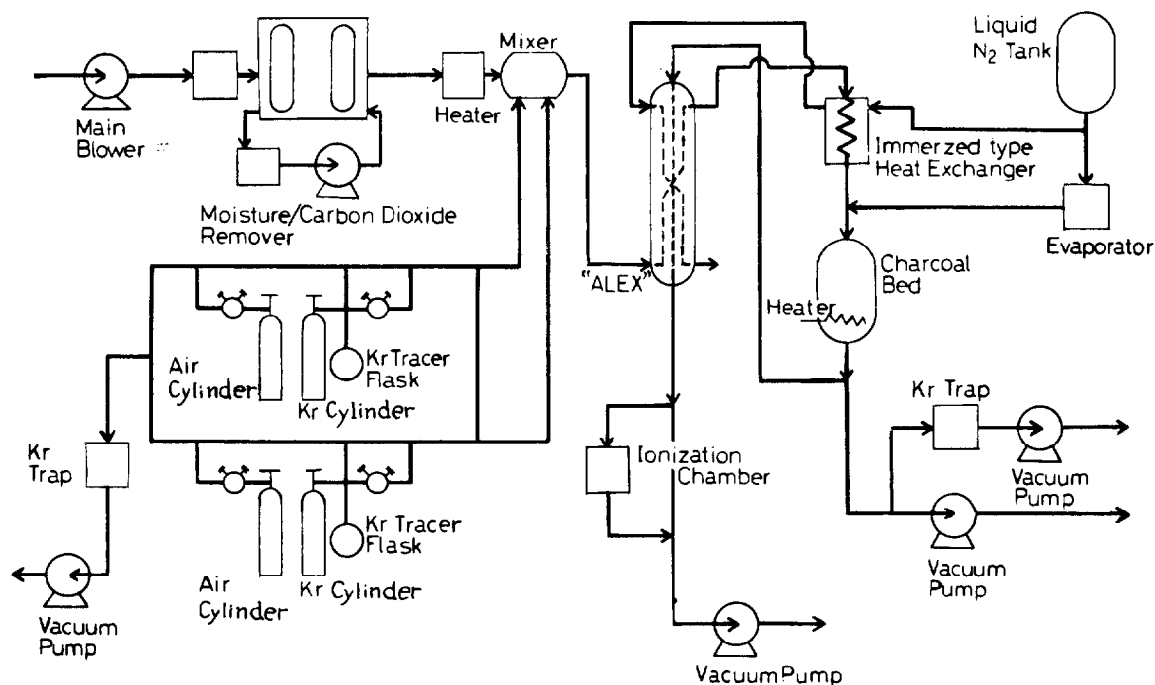 Liquid
N2 Tank
Mixer
Main
Blower
Heater
Immerzed type
Heat Exchanger
Moisture/Carbon Dioxide
Remover
Evaporator
"ALEX"
Charcoal
Bed
Heater
Air
Cylinder
Kr Tracer
Flask
Kr Cylinder
Kr Trap
Kr
Trap
Ionization
Chamber
Vacuum
Pump
Kr Tracer
Flask
Air
Cylinder
Kr Cylinder
Vacuum
Pump
Vacuum
Pump
Vacuum Pump